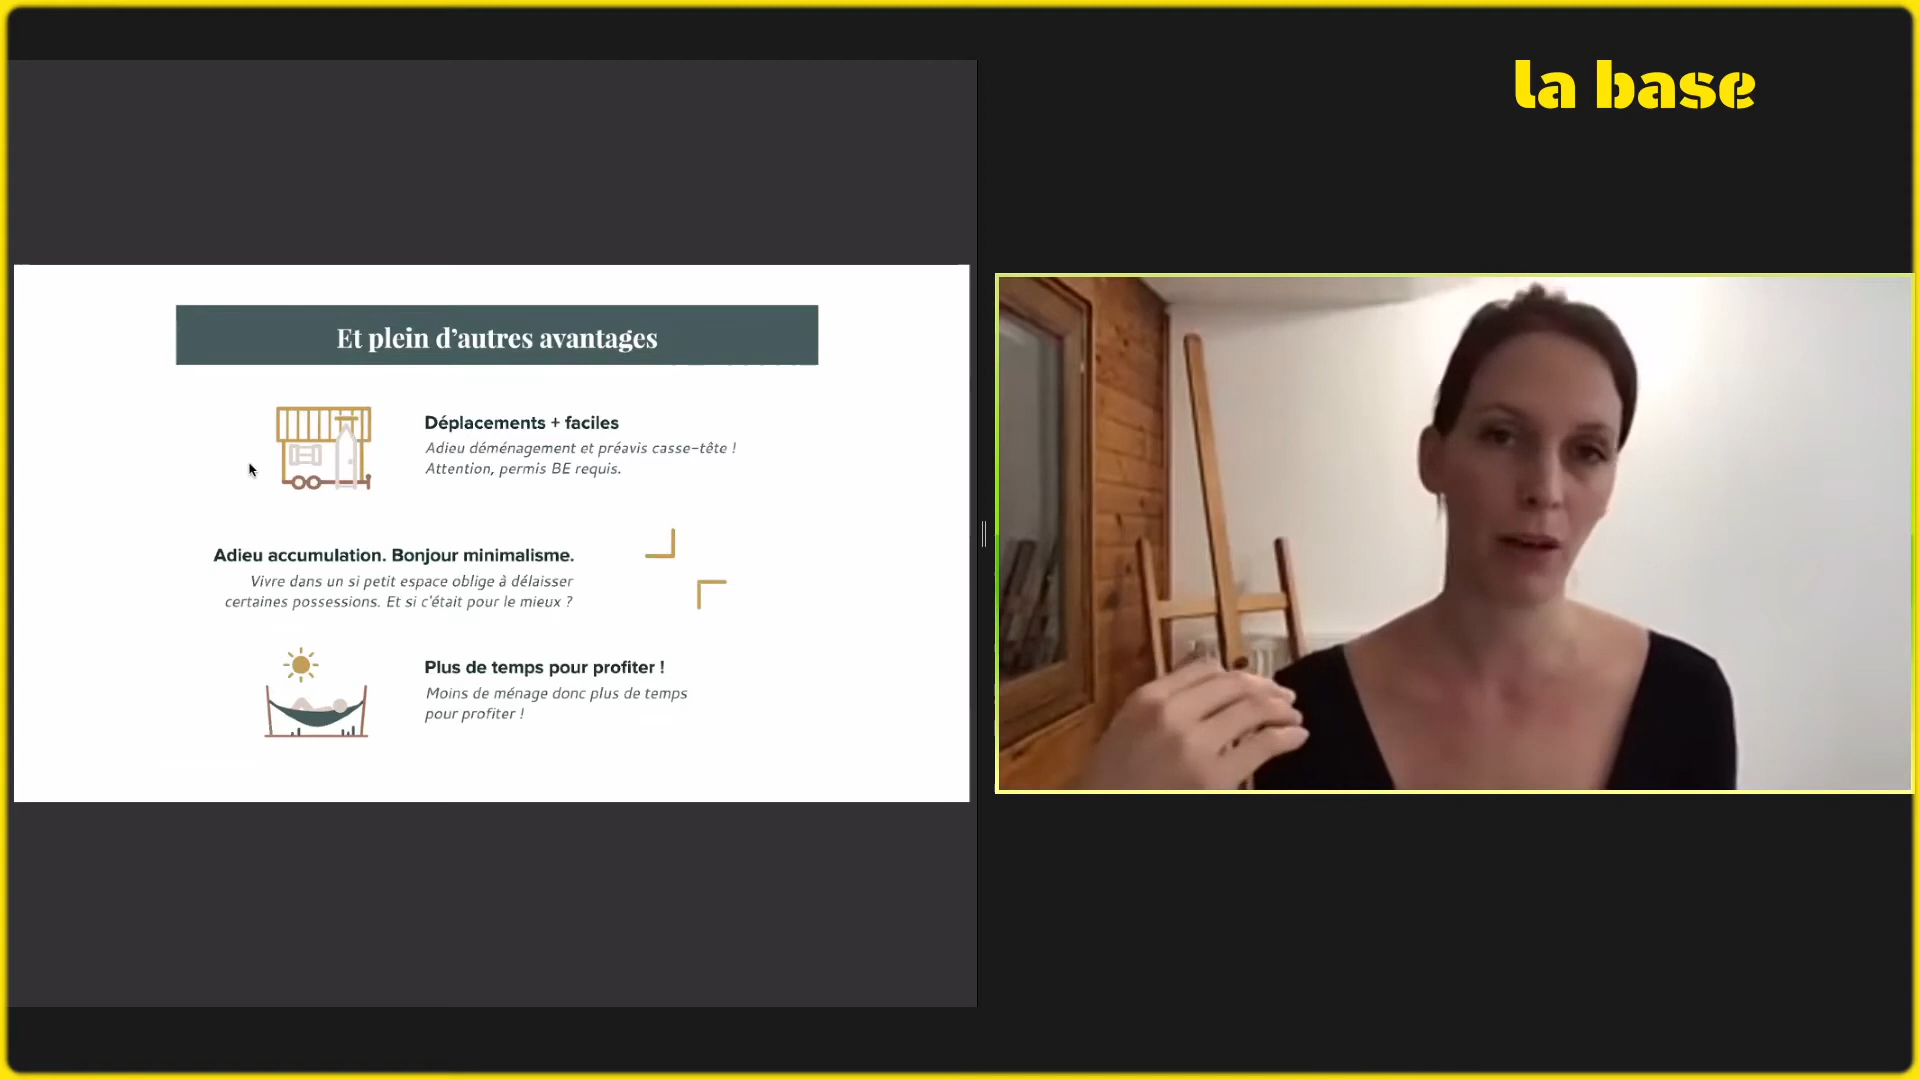 la base
Et plein d'autres avantages
Déplacements + faciles
Adieu déménagement et préavis casse-tête !
Attention, permis BE requis.
Adieu accumulation. Bonjour minimalisme.
Vivre dans un si petit espace oblige à délaisser
certaines possessions. Et si c'était pour le mieux ?
Plus de temps pour profiter !
Moins de ménage donc plus de temps
pour profiter !